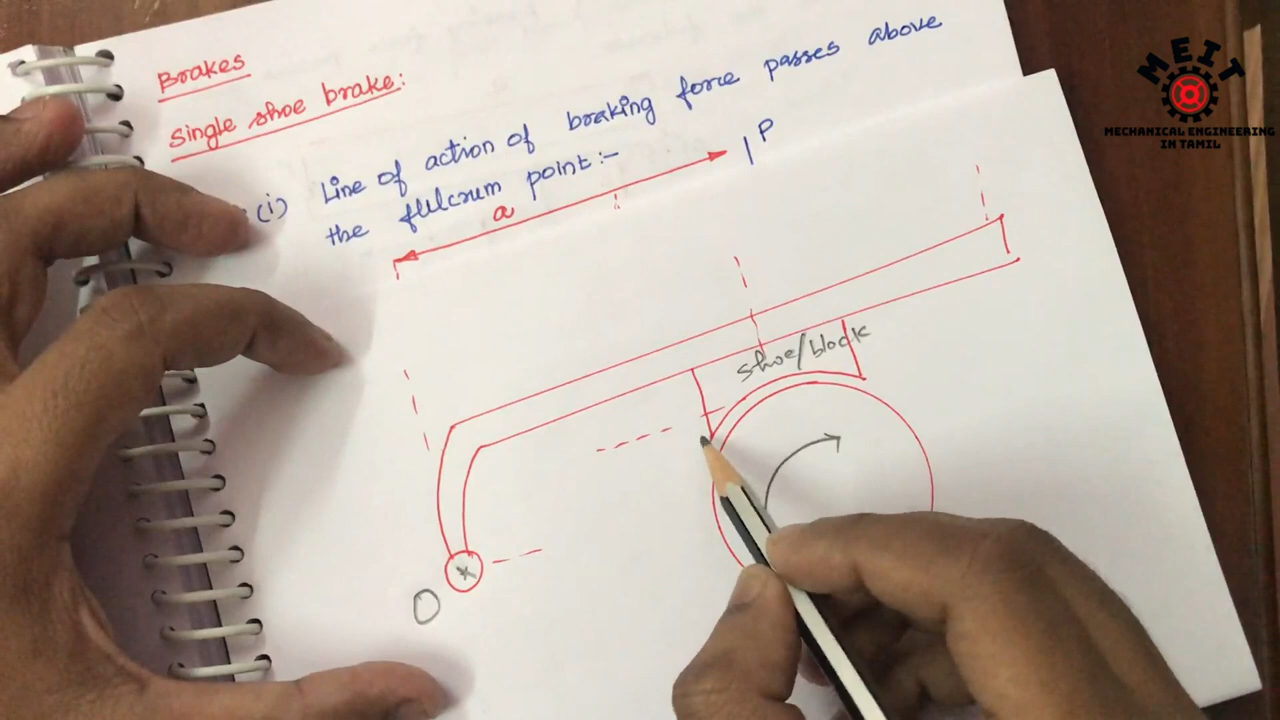 Brakes
Single shoe brake:
(i) Line of action of braking force passes above
the fulcrum point:-
P
a
shoe/block
O
MEIT
MECHANICAL ENGINEERING
IN TAMIL